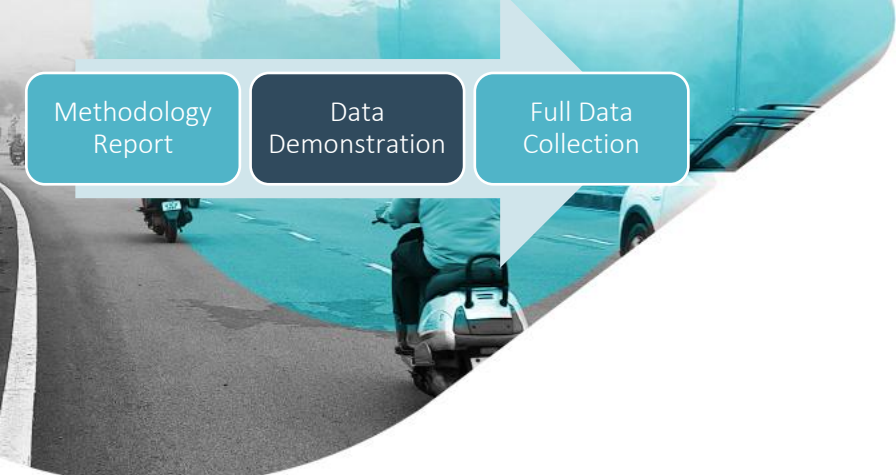 Methodology
Report
Data
Demonstration
Full Data
Collection